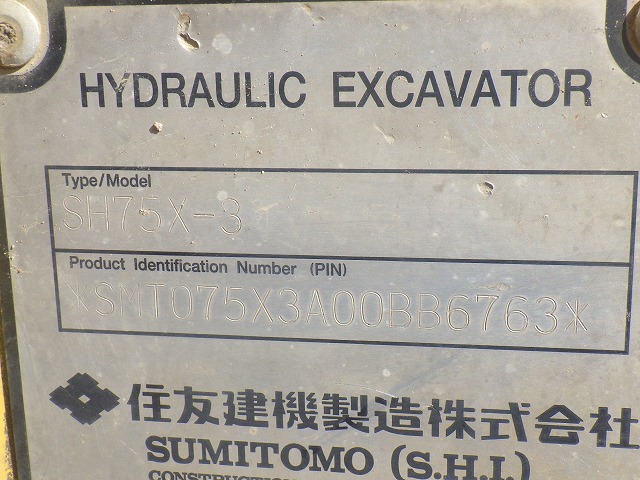 HYDRAULIC EXCAVATOR
Type/Model
SH75X-3
Product Identification Number (PIN)
*SMT075X3A00BB6763*
住友建機製造株式会社
SUMITOMO (S.H.I.)
CONSTRUCTION